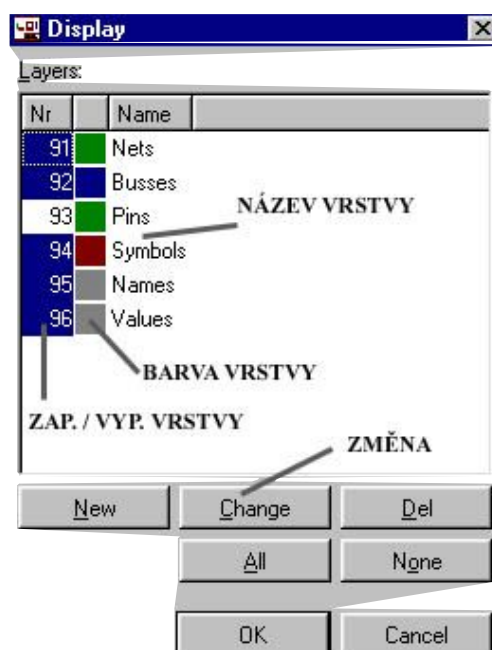 Display
Layers:
Nr Name
91 Nets
92 Busses
93 Pins
NÁZEV VRSTVY
94 Symbols
95 Names
96 Values
BARVA VRSTVY
ZAP. / VYP. VRSTVY
ZMĚNA
New Change Del
All None
OK Cancel